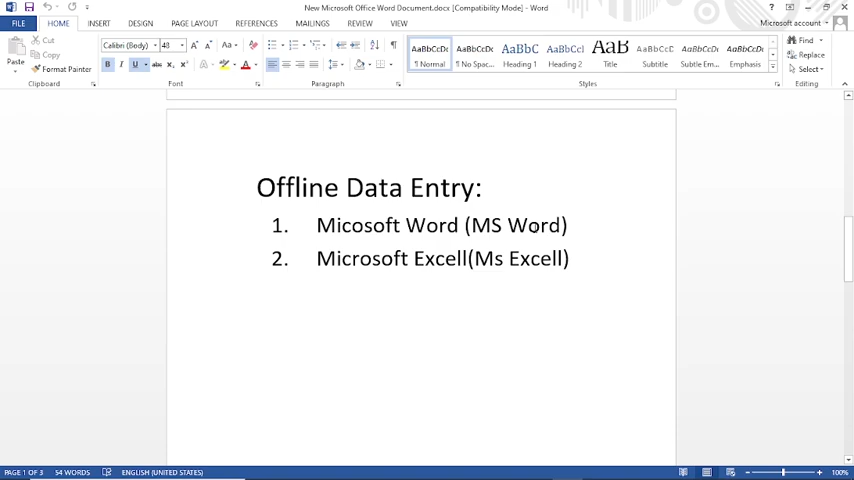 New Microsoft Office Word Document.docx [Compatibility Mode] - Word
FILE HOME INSERT DESIGN PAGE LAYOUT REFERENCES MAILINGS REVIEW VIEW Microsoft account
Paste
Cut
Copy
Format Painter
Clipboard
Calibri (Body) 48
Font
Paragraph
AaBbCcDc AaBbCcDc AaBbC AaBbCcI AaB AaBbCcD AaBbCcDc AaBbCcDc
¶ Normal ¶ No Spac... Heading 1 Heading 2 Title Subtitle Subtle Em... Emphasis
Styles
Find
Replace
Select
Editing
Offline Data Entry:
1. Micosoft Word (MS Word)
2. Microsoft Excell(Ms Excell)
PAGE 1 OF 3 54 WORDS ENGLISH (UNITED STATES) 100%